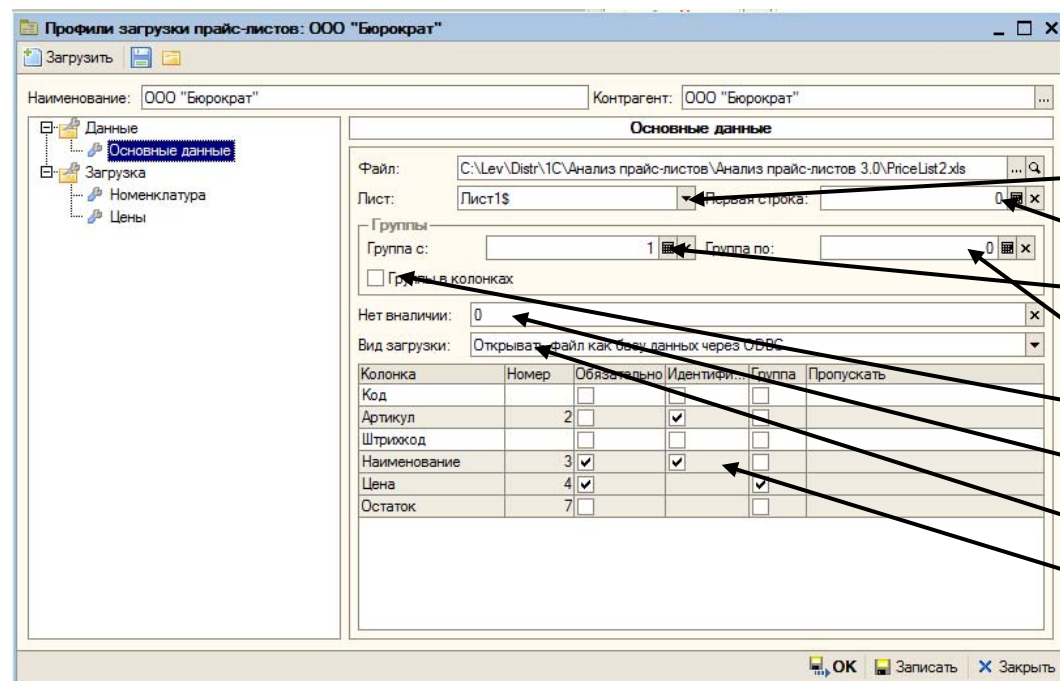 Профили загрузки прайс-листов: ООО "Бюрократ"
Загрузить
Наименование: ООО "Бюрократ" Контрагент: ООО "Бюрократ" ...
Данные
Основные данные
Загрузка
Номенклатура
Цены
Основные данные
Файл: C:\Lev\Distr\1C\Анализ прайс-листов\Анализ прайс-листов 3.0\PriceList2.xls ...
Лист: Лист1$ Первая строка: 0
Группы
Группа с: 1 Группа по: 0
Группы в колонках
Нет вналичии: 0
Вид загрузки: Открывать файл как базу данных через ODBC
Колонка Номер Обязательно Идентифи... Группа Пропускать
Код
Артикул 2
Штрихкод
Наименование 3
Цена 4
Остаток 7
OK Записать Закрыть